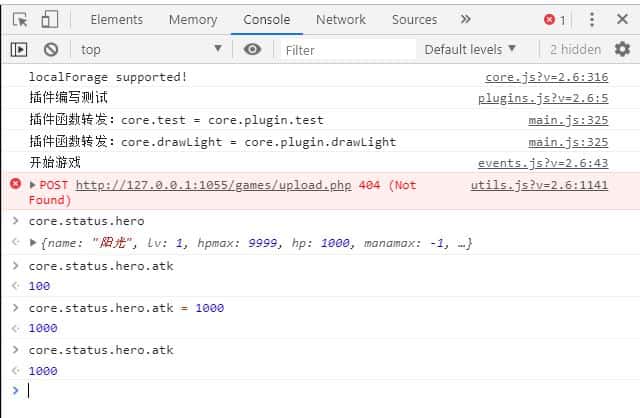 Elements Memory Console Network Sources » 1
top Filter Default levels ▼ 2 hidden
localForage supported! core.js?v=2.6:316
插件编写测试 plugins.js?v=2.6:5
插件函数转发：core.test = core.plugin.test main.js:325
插件函数转发：core.drawLight = core.plugin.drawLight main.js:325
开始游戏 events.js?v=2.6:43
POST http://127.0.0.1:1055/games/upload.php 404 (Not utils.js?v=2.6:1141
Found)
core.status.hero
{name: "阳光", lv: 1, hpmax: 9999, hp: 1000, manamax: -1, …}
core.status.hero.atk
100
core.status.hero.atk = 1000
1000
core.status.hero.atk
1000